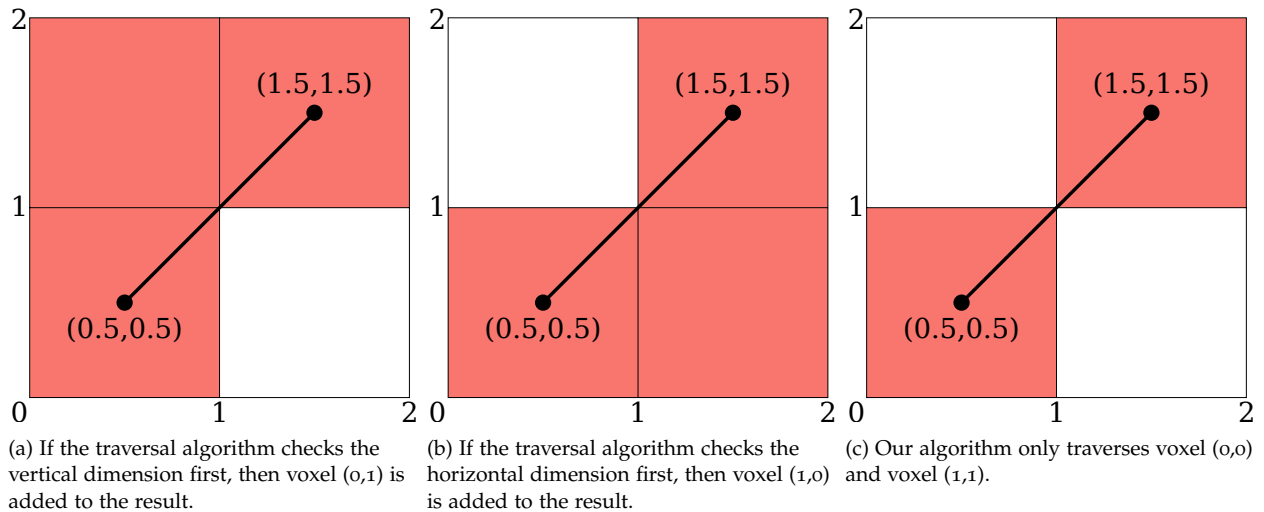 2
(1.5,1.5)
1
(0.5,0.5)
0
1
2
(a) If the traversal algorithm checks the
vertical dimension first, then voxel (0,1) is
added to the result.
2
(1.5,1.5)
1
(0.5,0.5)
0
1
2
(b) If the traversal algorithm checks the
horizontal dimension first, then voxel (1,0)
is added to the result.
2
(1.5,1.5)
1
(0.5,0.5)
0
1
2
(c) Our algorithm only traverses voxel (0,0)
and voxel (1,1).